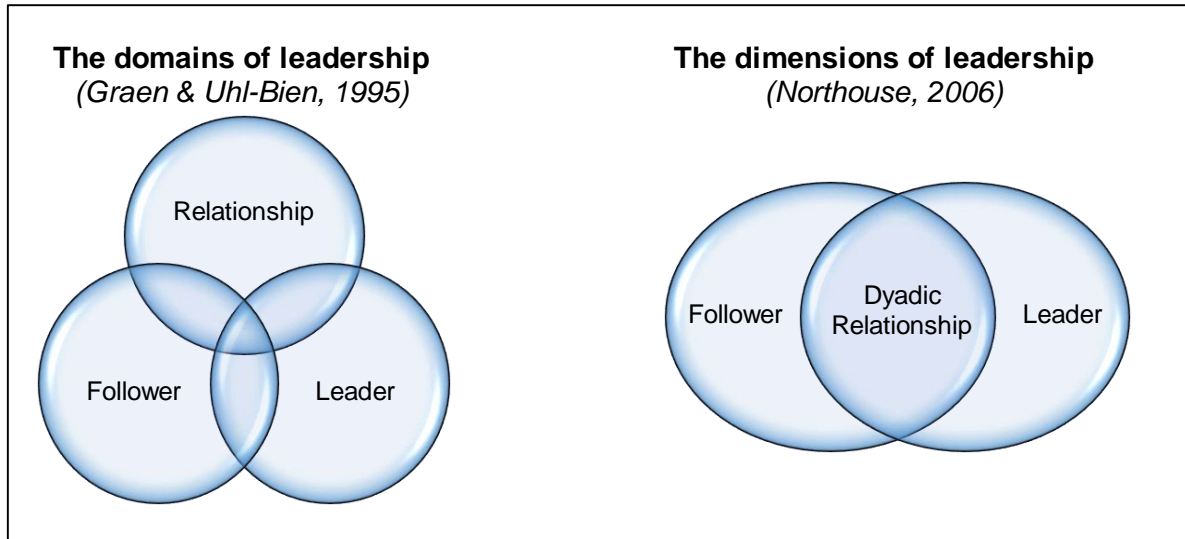 The domains of leadership
(Graen & Uhl-Bien, 1995)
Relationship
Follower
Leader
The dimensions of leadership
(Northouse, 2006)
Follower
Dyadic
Relationship
Leader